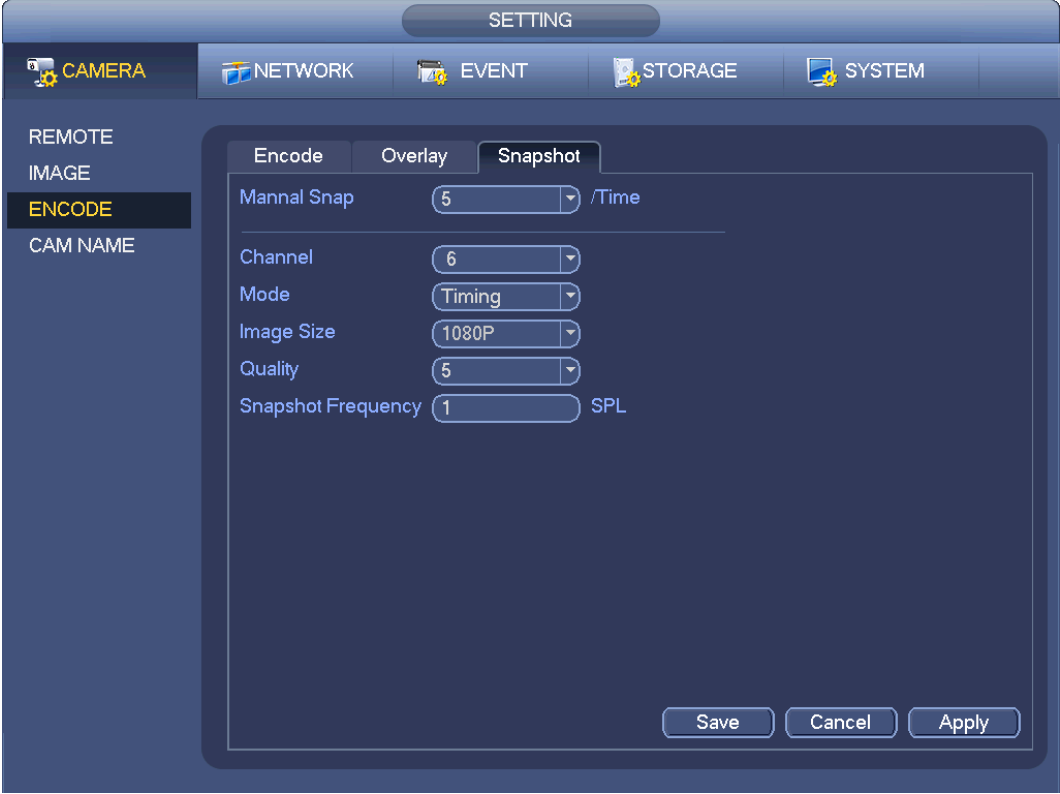 SETTING
CAMERA NETWORK EVENT STORAGE SYSTEM
REMOTE
IMAGE
ENCODE
CAM NAME
Encode Overlay Snapshot
Mannal Snap 5 /Time
Channel 6
Mode Timing
Image Size 1080P
Quality 5
Snapshot Frequency 1 SPL
Save Cancel Apply